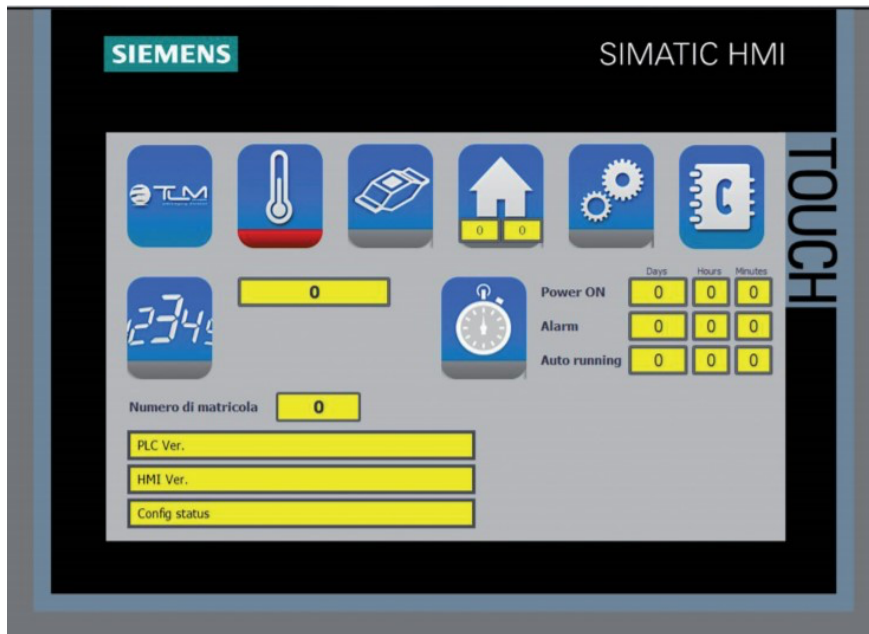 SIEMENS
SIMATIC HMI
TOUCH
TLM
0 0
Days Hours Minutes
0
Power ON 0 0 0
Alarm 0 0 0
Auto running 0 0 0
Numero di matricola 0
PLC Ver.
HMI Ver.
Config status